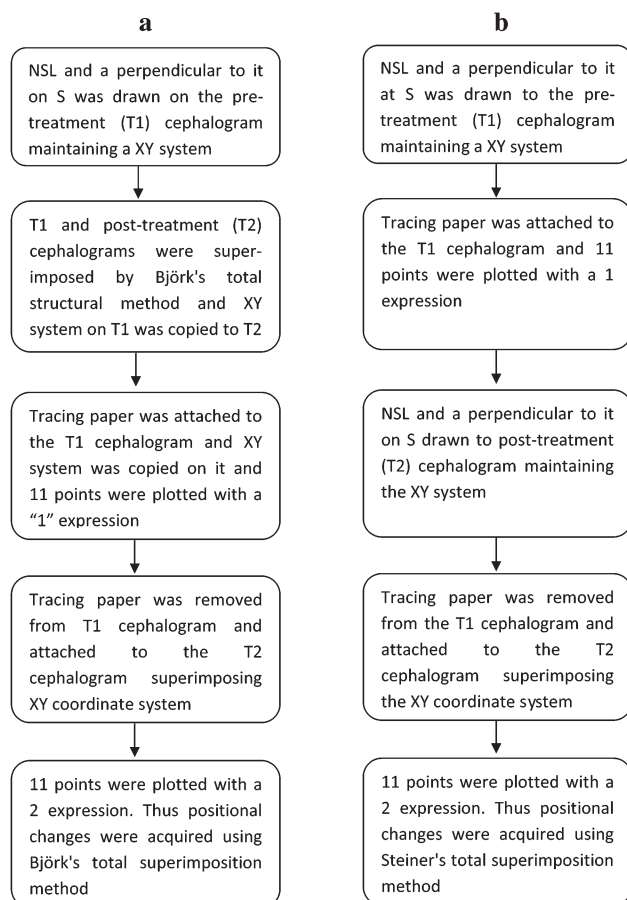 a
NSL and a perpendicular to it
on S was drawn on the pre-
treatment (T1) cephalogram
maintaining a XY system
T1 and post-treatment (T2)
cephalograms were super-
imposed by Björk's total
structural method and XY
system on T1 was copied to T2
Tracing paper was attached to
the T1 cephalogram and XY
system was copied on it and
11 points were plotted with a
“1” expression
Tracing paper was removed
from T1 cephalogram and
attached to the T2
cephalogram superimposing
XY coordinate system
11 points were plotted with a
2 expression. Thus positional
changes were acquired using
Björk's total superimposition
method
b
NSL and a perpendicular to it
at S was drawn to the pre-
treatment (T1) cephalogram
maintaining a XY system
Tracing paper was attached to
the T1 cephalogram and 11
points were plotted with a 1
expression
NSL and a perpendicular to it
on S drawn to post-treatment
(T2) cephalogram maintaining
the XY system
Tracing paper was removed
from the T1 cephalogram and
attached to the T2
cephalogram superimposing
the XY coordinate system
11 points were plotted with a
2 expression. Thus positional
changes were acquired using
Steiner's total superimposition
method